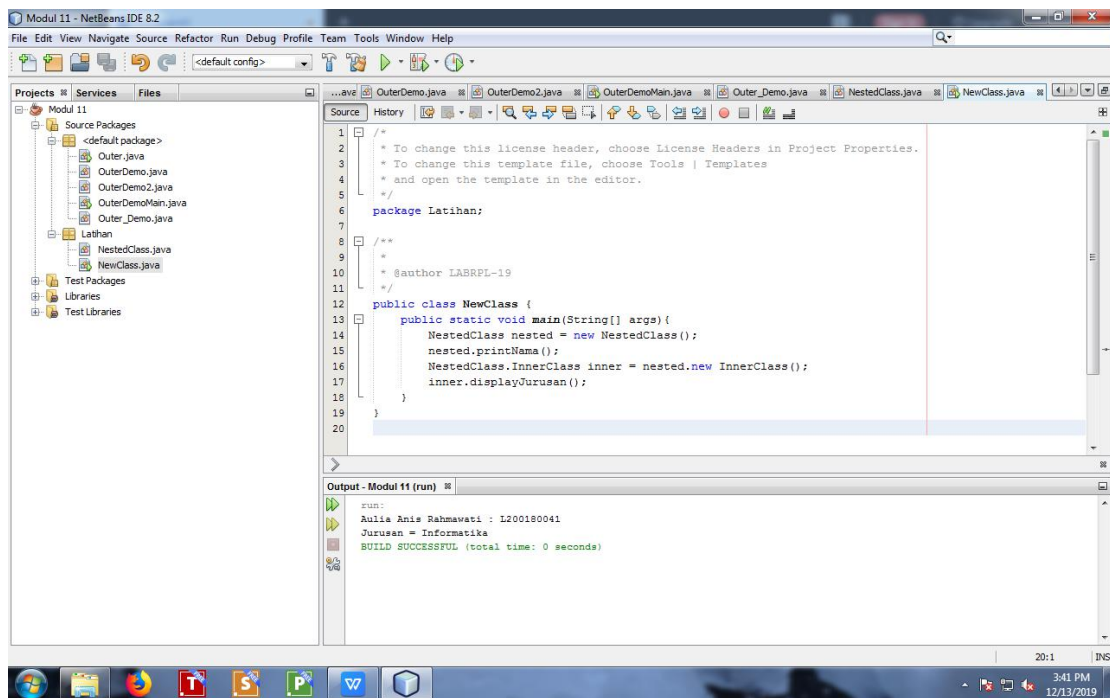 Modul 11 - NetBeans IDE 8.2
File Edit View Navigate Source Refactor Run Debug Profile Team Tools Window Help
<default config>
Projects Services Files
...ava OuterDemo.java OuterDemo2.java OuterDemoMain.java Outer_Demo.java NestedClass.java NewClass.java
Modul 11
Source Packages
<default package>
Outer.java
OuterDemo.java
OuterDemo2.java
OuterDemoMain.java
Outer_Demo.java
Latihan
NestedClass.java
NewClass.java
Test Packages
Libraries
Test Libraries
Source History
1 /*
2 * To change this license header, choose License Headers in Project Properties.
3 * To change this template file, choose Tools | Templates
4 * and open the template in the editor.
5 */
6 package Latihan;
7
8 /**
9 *
10 * @author LABRPL-19
11 */
12 public class NewClass {
13 public static void main(String[] args){
14 NestedClass nested = new NestedClass();
15 nested.printNama();
16 NestedClass.InnerClass inner = nested.new InnerClass();
17 inner.displayJurusan();
18 }
19 }
20
Output - Modul 11 (run)
run:
Aulia Anis Rahmawati : L200180041
Jurusan = Informatika
BUILD SUCCESSFUL (total time: 0 seconds)
20:1 INS
T S P W
3:41 PM
12/13/2019